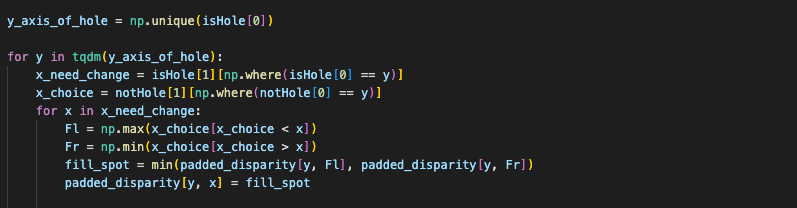 y_axis_of_hole = np.unique(isHole[0])
for y in tqdm(y_axis_of_hole):
    x_need_change = isHole[1][np.where(isHole[0] == y)]
    x_choice = notHole[1][np.where(notHole[0] == y)]
    for x in x_need_change:
        Fl = np.max(x_choice[x_choice < x])
        Fr = np.min(x_choice[x_choice > x])
        fill_spot = min(padded_disparity[y, Fl], padded_disparity[y, Fr])
        padded_disparity[y, x] = fill_spot